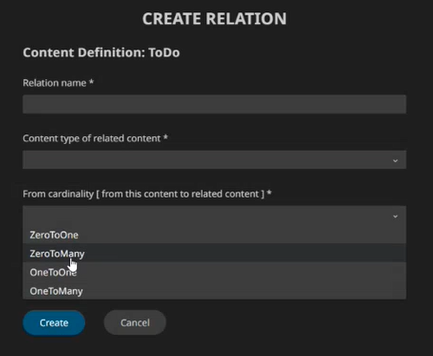 CREATE RELATION
Content Definition: ToDo
Relation name *
Content type of related content *
From cardinality [ from this content to related content ] *
ZeroToOne
ZeroToMany
OneToOne
OneToMany
Create Cancel